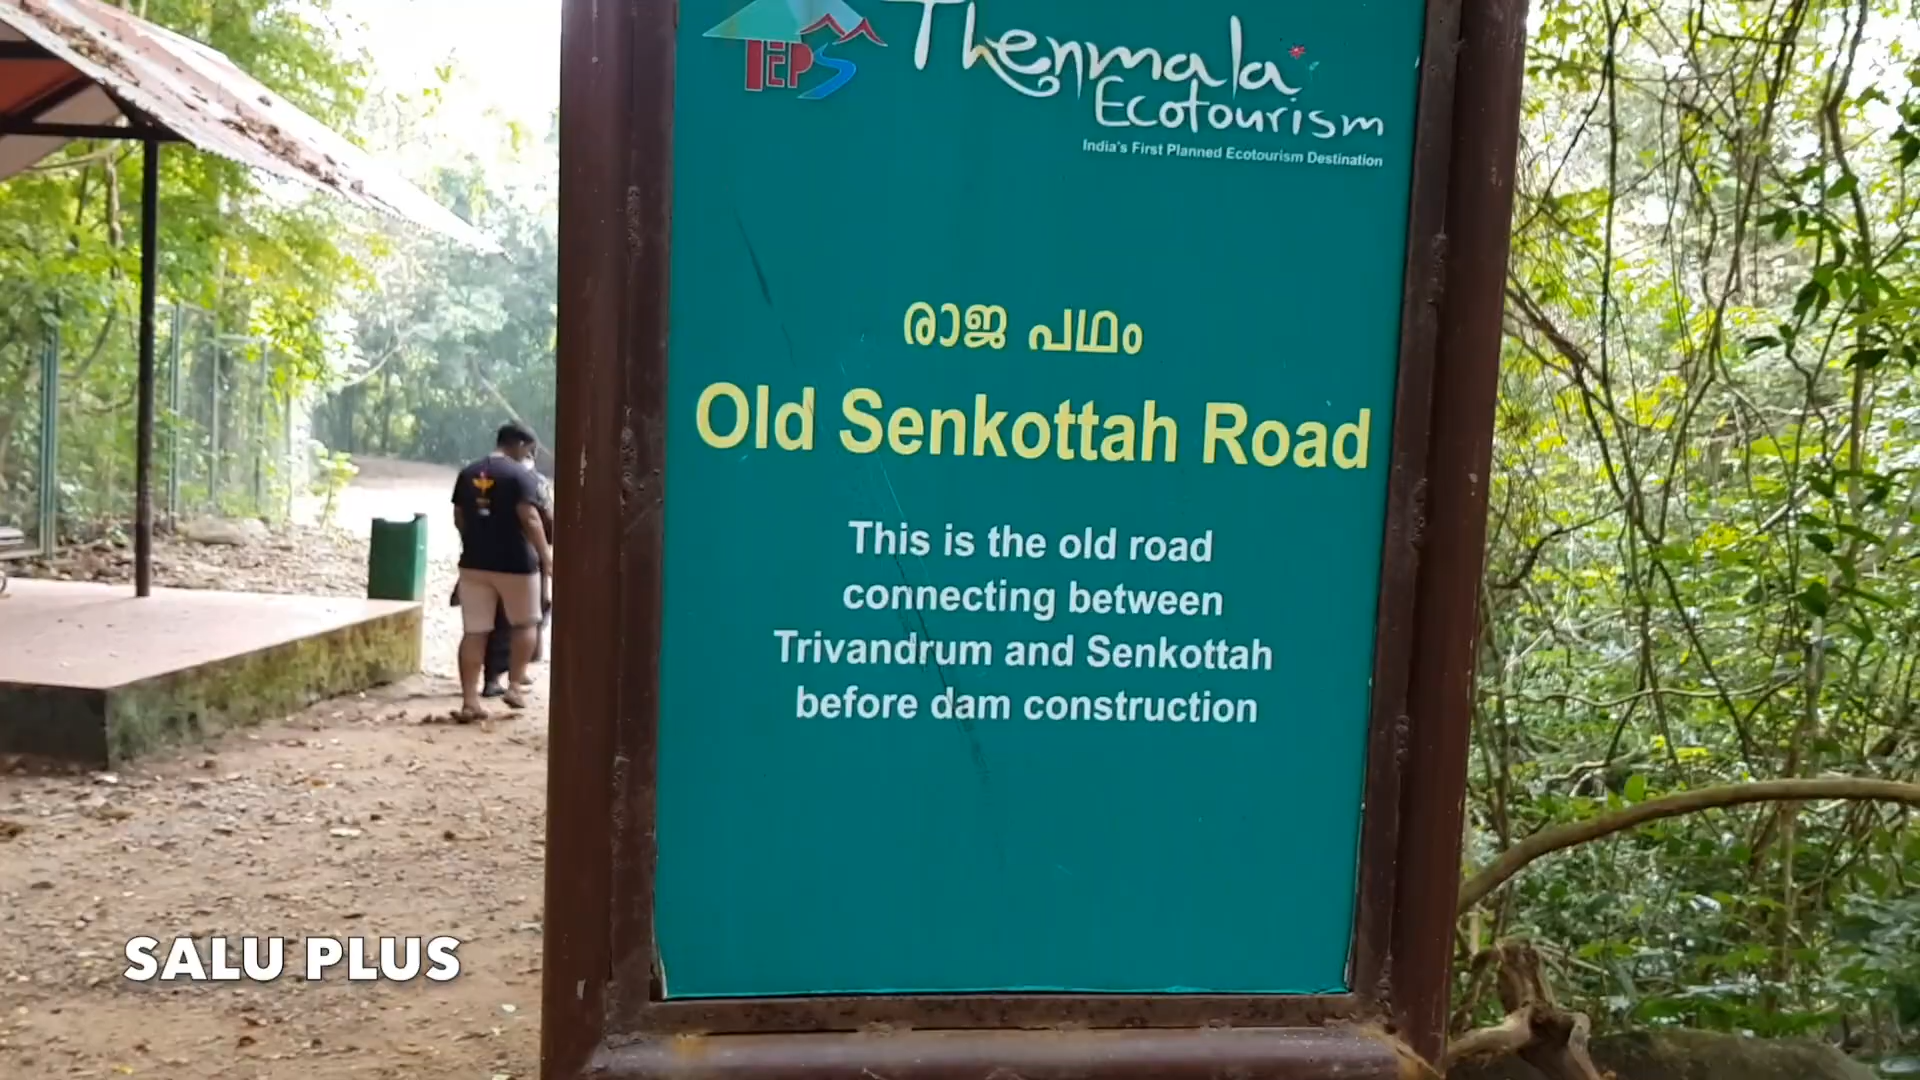 TEPS
Thenmala
Ecotourism
India's First Planned Ecotourism Destination
രാജ പഥം
Old Senkottah Road
This is the old road
connecting between
Trivandrum and Senkottah
before dam construction
SALU PLUS